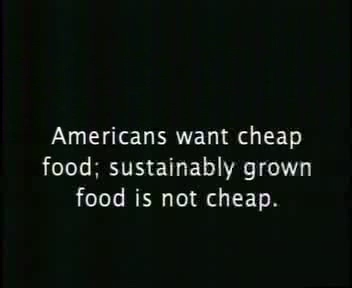 Americans want cheap
food; sustainably grown
food is not cheap.